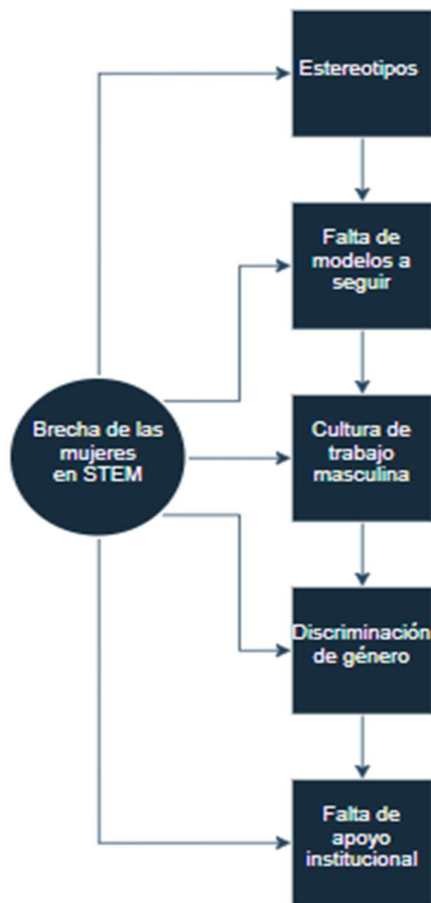 Estereotipos
Falta de
modelos a
seguir
Brecha de las
mujeres
en STEM
Cultura de
trabajo
masculina
Discriminación
de género
Falta de
apoyo
institucional